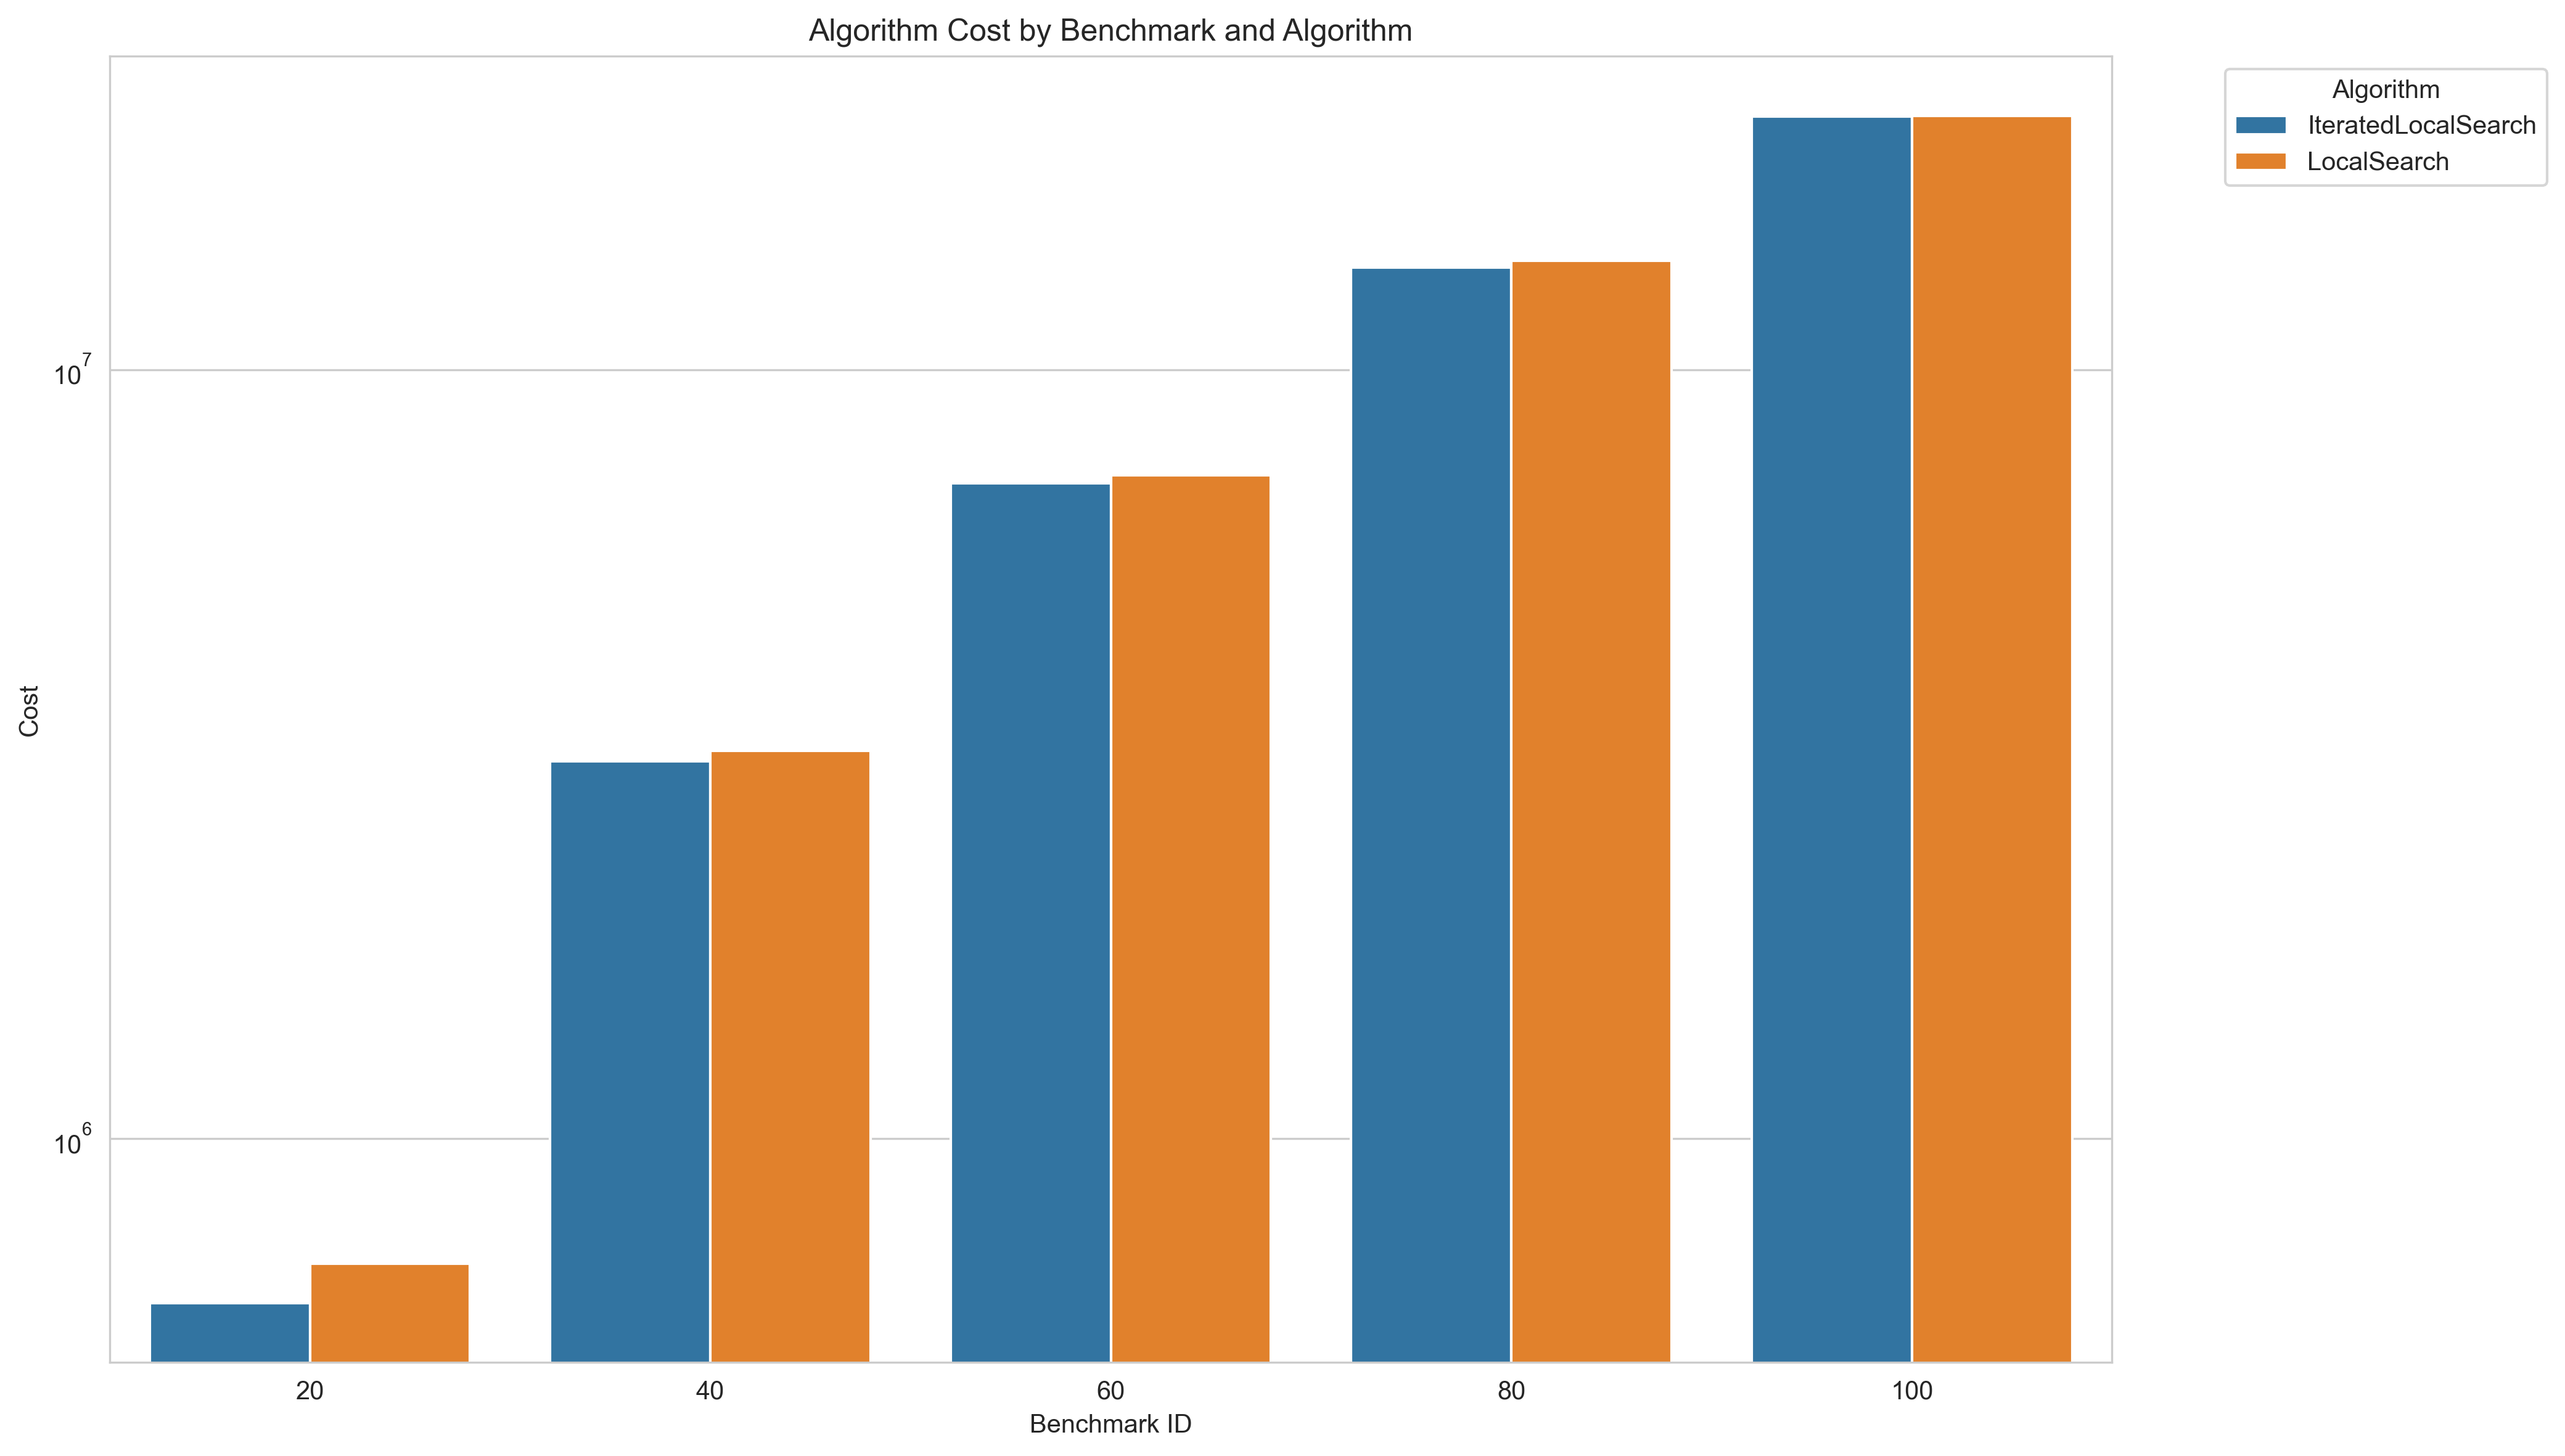 Algorithm Cost by Benchmark and Algorithm
Algorithm
IteratedLocalSearch
LocalSearch
Cost
10^7
10^6
20 40 60 80 100
Benchmark ID